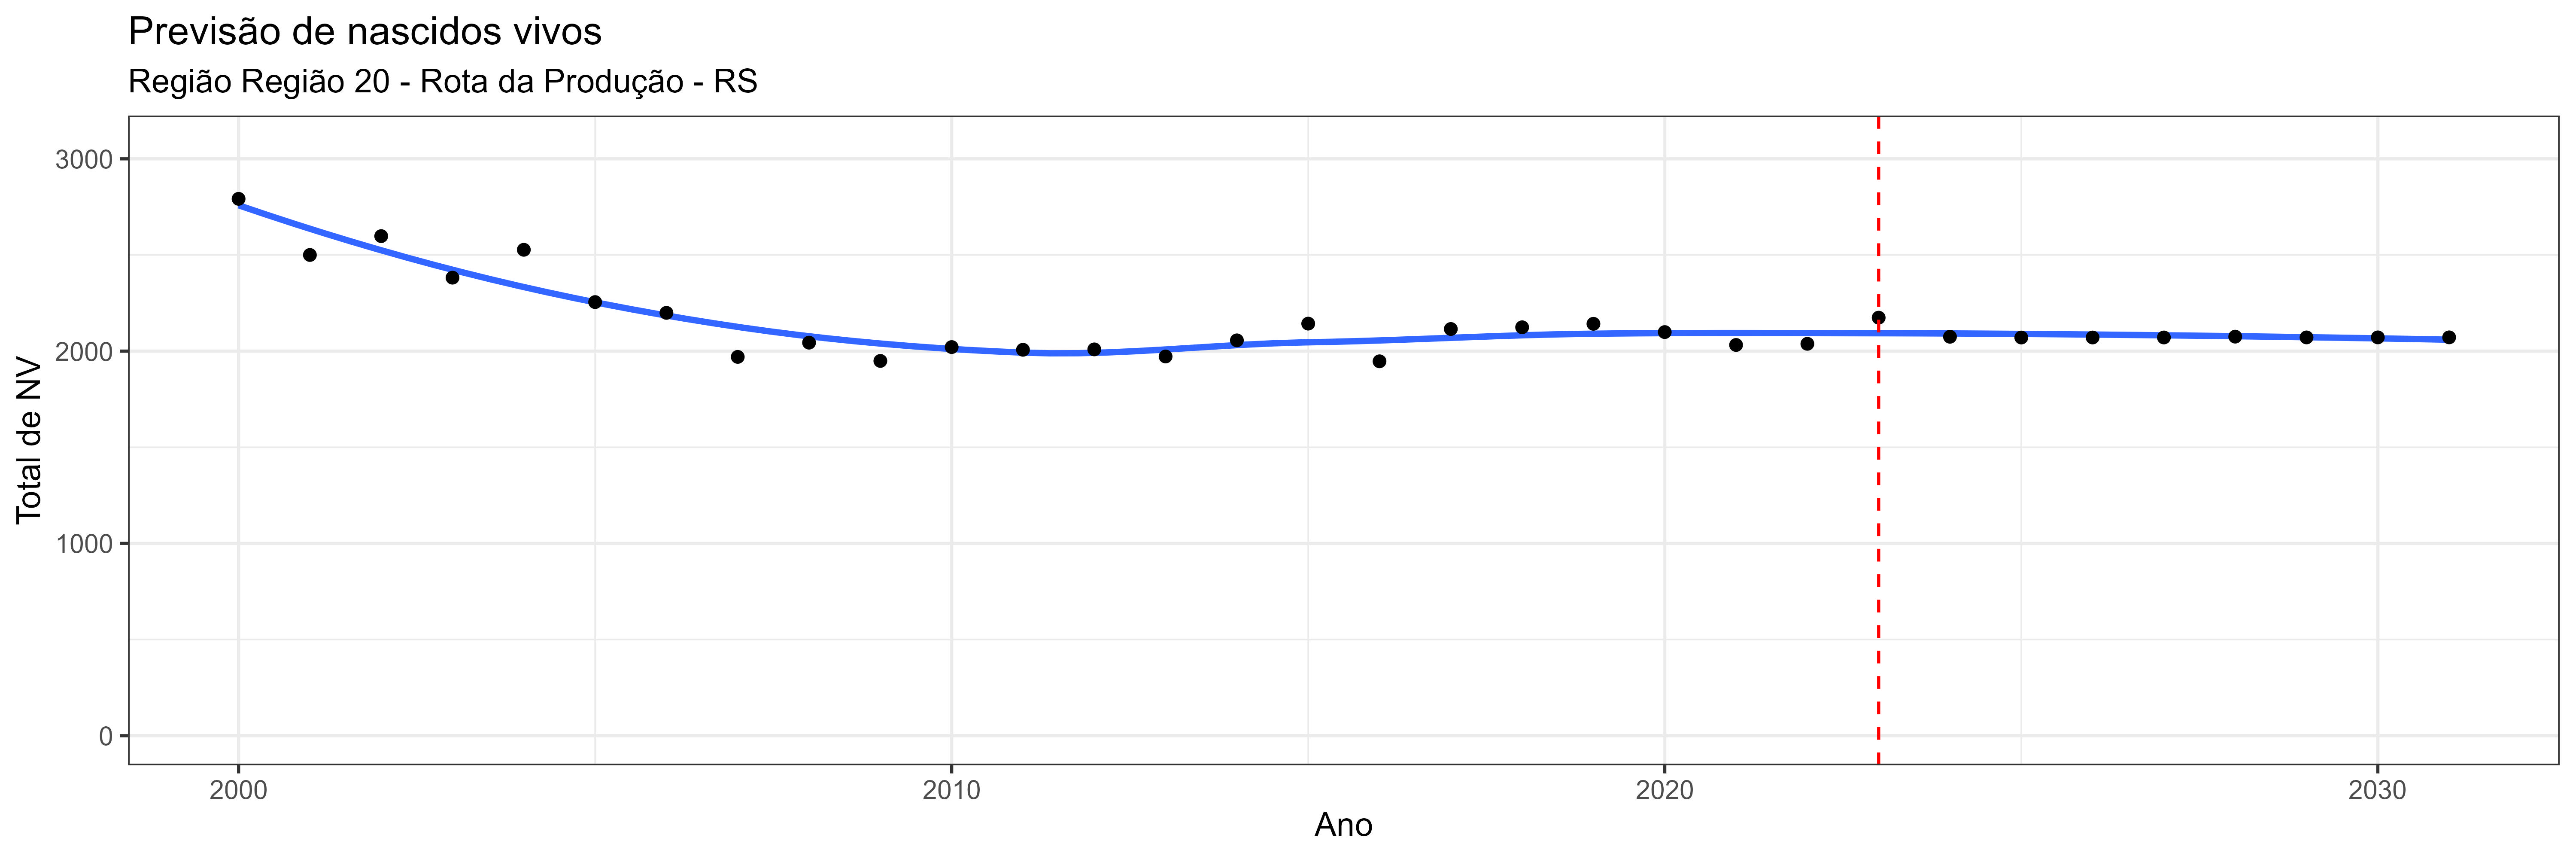 Previsão de nascidos vivos
Região Região 20 - Rota da Produção - RS
3000
2000
1000
0
Total de NV
2000
2010
2020
2030
Ano